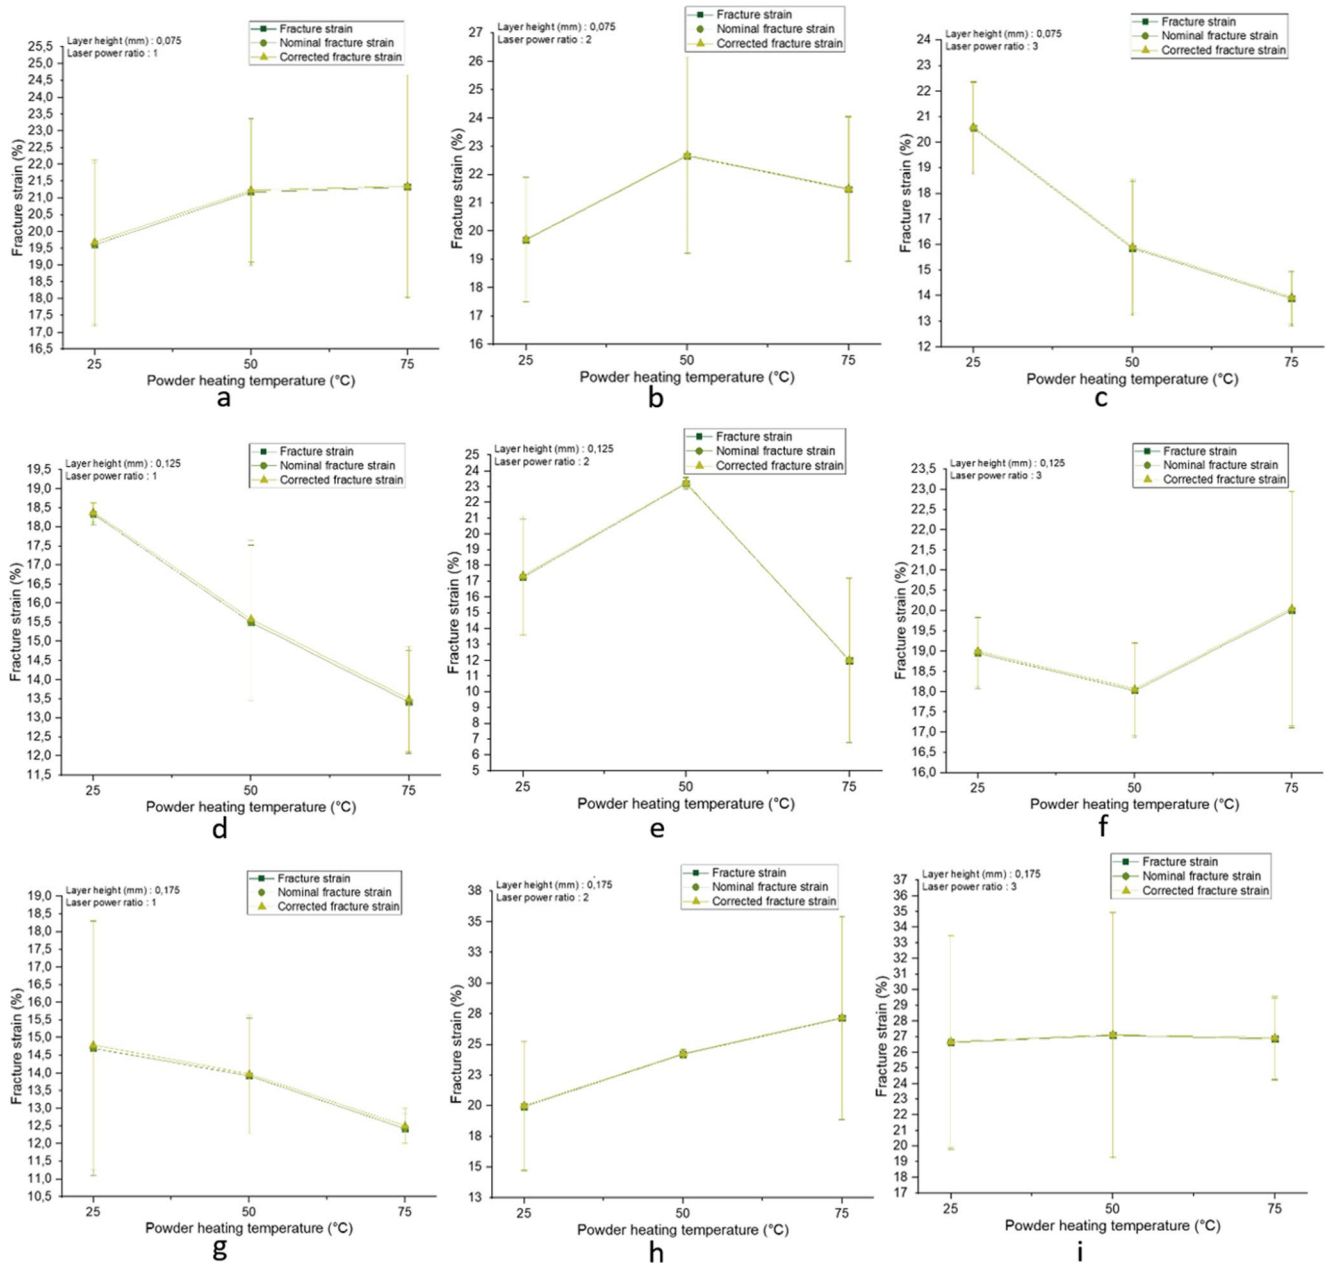 Fracture strain
Nominal fracture strain
Corrected fracture strain
Layer height (mm) : 0,075
Laser power ratio : 1
25,5
25,0
24,5
24,0
23,5
23,0
22,5
22,0
21,5
21,0
20,5
20,0
19,5
19,0
18,5
18,0
17,5
17,0
16,5
Fracture strain (%)
25 50 75
Powder heating temperature (°C)
a
Fracture strain
Nominal fracture strain
Corrected fracture strain
Layer height (mm) : 0,075
Laser power ratio : 2
27
26
25
24
23
22
21
20
19
18
17
16
Fracture strain (%)
25 50 75
Powder heating temperature (°C)
b
Fracture strain
Nominal fracture strain
Corrected fracture strain
Layer height (mm) : 0,075
Laser power ratio : 3
24
23
22
21
20
19
18
17
16
15
14
13
12
Fracture strain (%)
25 50 75
Powder heating temperature (°C)
c
Fracture strain
Nominal fracture strain
Corrected fracture strain
Layer height (mm) : 0,125
Laser power ratio : 1
19,5
19,0
18,5
18,0
17,5
17,0
16,5
16,0
15,5
15,0
14,5
14,0
13,5
13,0
12,5
12,0
11,5
Fracture strain (%)
25 50 75
Powder heating temperature (°C)
d
Fracture strain
Nominal fracture strain
Corrected fracture strain
Layer height (mm) : 0,125
Laser power ratio : 2
25
24
23
22
21
20
19
18
17
16
15
14
13
12
11
10
9
8
7
6
5
Fracture strain (%)
25 50 75
Powder heating temperature (°C)
e
Fracture strain
Nominal fracture strain
Corrected fracture strain
Layer height (mm) : 0,125
Laser power ratio : 3
23,5
23,0
22,5
22,0
21,5
21,0
20,5
20,0
19,5
19,0
18,5
18,0
17,5
17,0
16,5
16,0
Fracture strain (%)
25 50 75
Powder heating temperature (°C)
f
Fracture strain
Nominal fracture strain
Corrected fracture strain
Layer height (mm) : 0,175
Laser power ratio : 1
19,0
18,5
18,0
17,5
17,0
16,5
16,0
15,5
15,0
14,5
14,0
13,5
13,0
12,5
12,0
11,5
11,0
10,5
Fracture strain (%)
25 50 75
Powder heating temperature (°C)
g
Fracture strain
Nominal fracture strain
Corrected fracture strain
Layer height (mm) : 0,175
Laser power ratio : 2
38
35
33
30
28
25
23
20
18
15
13
Fracture strain (%)
25 50 75
Powder heating temperature (°C)
h
Fracture strain
Nominal fracture strain
Corrected fracture strain
Layer height (mm) : 0,175
Laser power ratio : 3
37
36
35
34
33
32
31
30
29
28
27
26
25
24
23
22
21
20
19
18
17
Fracture strain (%)
25 50 75
Powder heating temperature (°C)
i